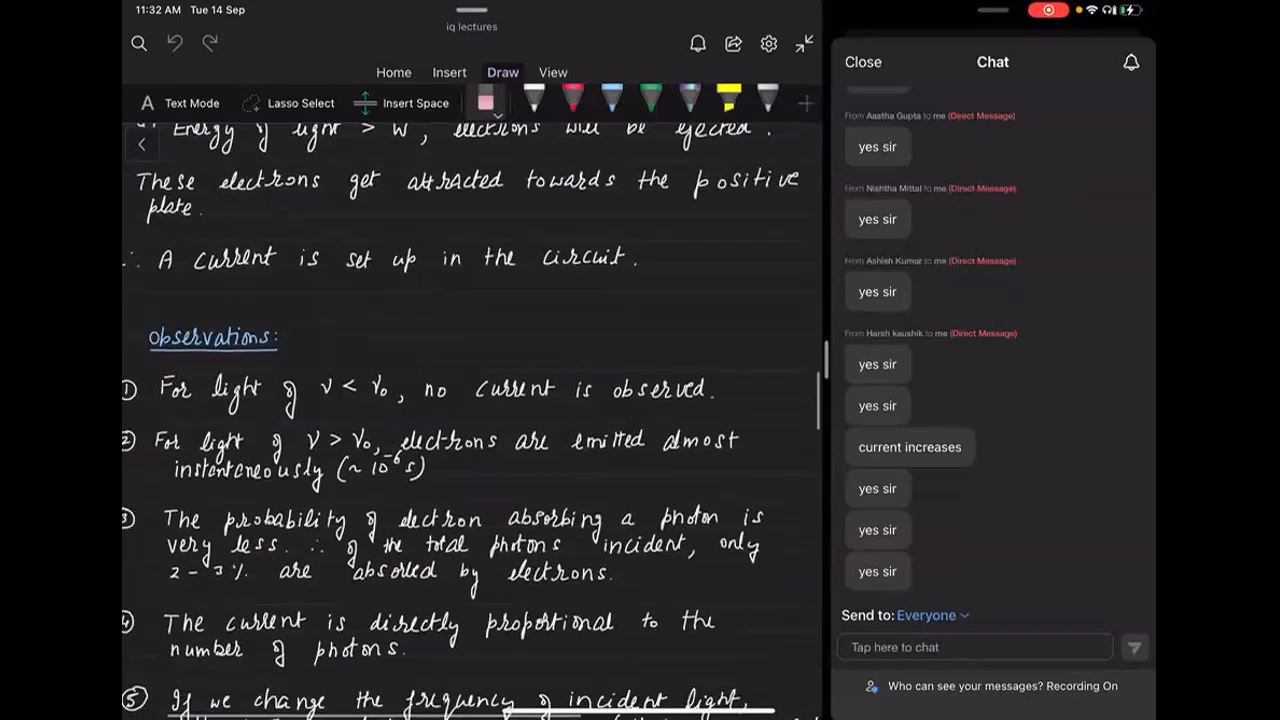 11:32 AM Tue 14 Sep
iq lectures
Home Insert Draw View
A Text Mode Lasso Select Insert Space
Energy of light > W, electrons will be ejected.
These electrons get attracted towards the positive
plate.
∴ A current is set up in the circuit.
Observations:
① For light of ν < ν₀, no current is observed.
② For light of ν > ν₀, electrons are emitted almost
instantaneously (~ 10⁻⁶ s)
③ The probability of electron absorbing a photon is
very less. ∴ of the total photons incident, only
2 - 3 % are absorbed by electrons.
④ The current is directly proportional to the
number of photons.
⑤ If we change the frequency of incident light,
Close Chat
From Aastha Gupta to me (Direct Message)
yes sir
From Nishtha Mittal to me (Direct Message)
yes sir
From Ashish Kumar to me (Direct Message)
yes sir
From Harsh kaushik to me (Direct Message)
yes sir
yes sir
current increases
yes sir
yes sir
yes sir
Send to: Everyone
Tap here to chat
Who can see your messages? Recording On